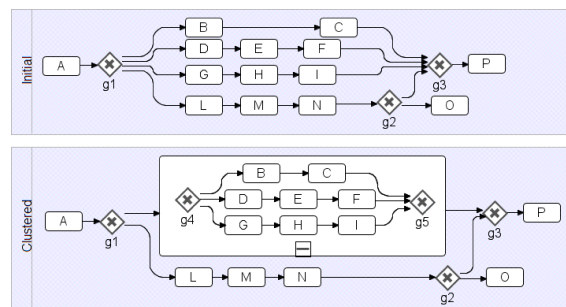 Initial
A
g1
B
C
D
E
F
G
H
I
L
M
N
g2
g3
P
O
Clustered
A
g1
g4
B
C
D
E
F
G
H
I
g5
L
M
N
g2
g3
P
O